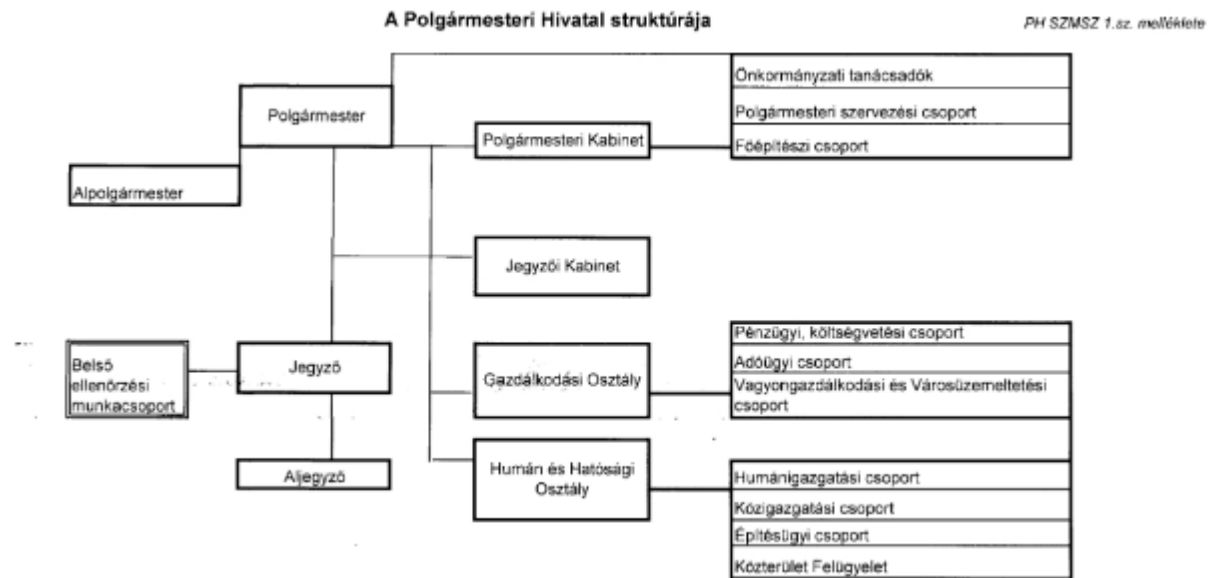 A Polgármesteri Hivatal struktúrája
PH SZMSZ 1.sz. melléklete
Polgármester
Alpolgármester
Polgármesteri Kabinet
Önkormányzati tanácsadók
Polgármesteri szervezési csoport
Főépítészi csoport
Jegyzői Kabinet
Belső
ellenőrzési
munkacsoport
Jegyző
Aljegyző
Gazdálkodási Osztály
Pénzügyi, költségvetési csoport
Adóügyi csoport
Vagyongazdálkodási és Városüzemeltetési
csoport
Humán és Hatósági
Osztály
Humánigazgatási csoport
Közigazgatási csoport
Építésügyi csoport
Közterület Felügyelet